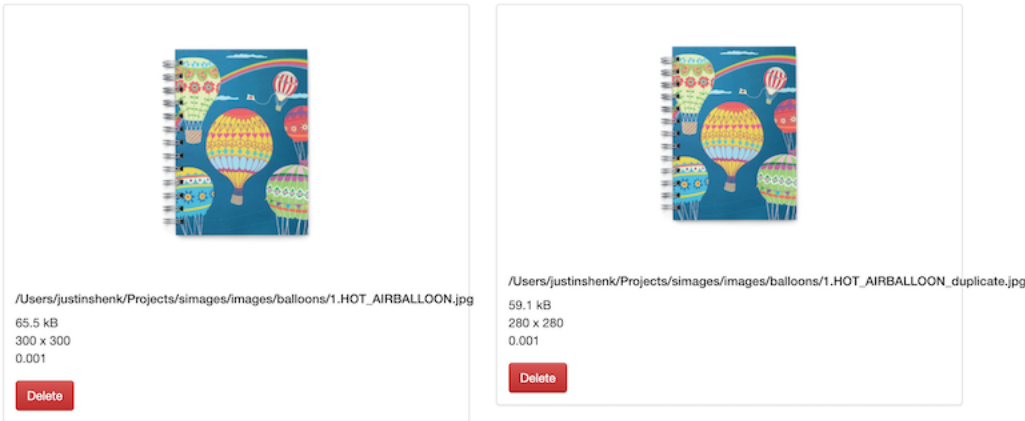 /Users/justinshenk/Projects/simages/images/balloons/1.HOT_AIRBALLOON.jpg
65.5 kB
300 x 300
0.001
Delete
/Users/justinshenk/Projects/simages/images/balloons/1.HOT_AIRBALLOON_duplicate.jpg
59.1 kB
280 x 280
0.001
Delete